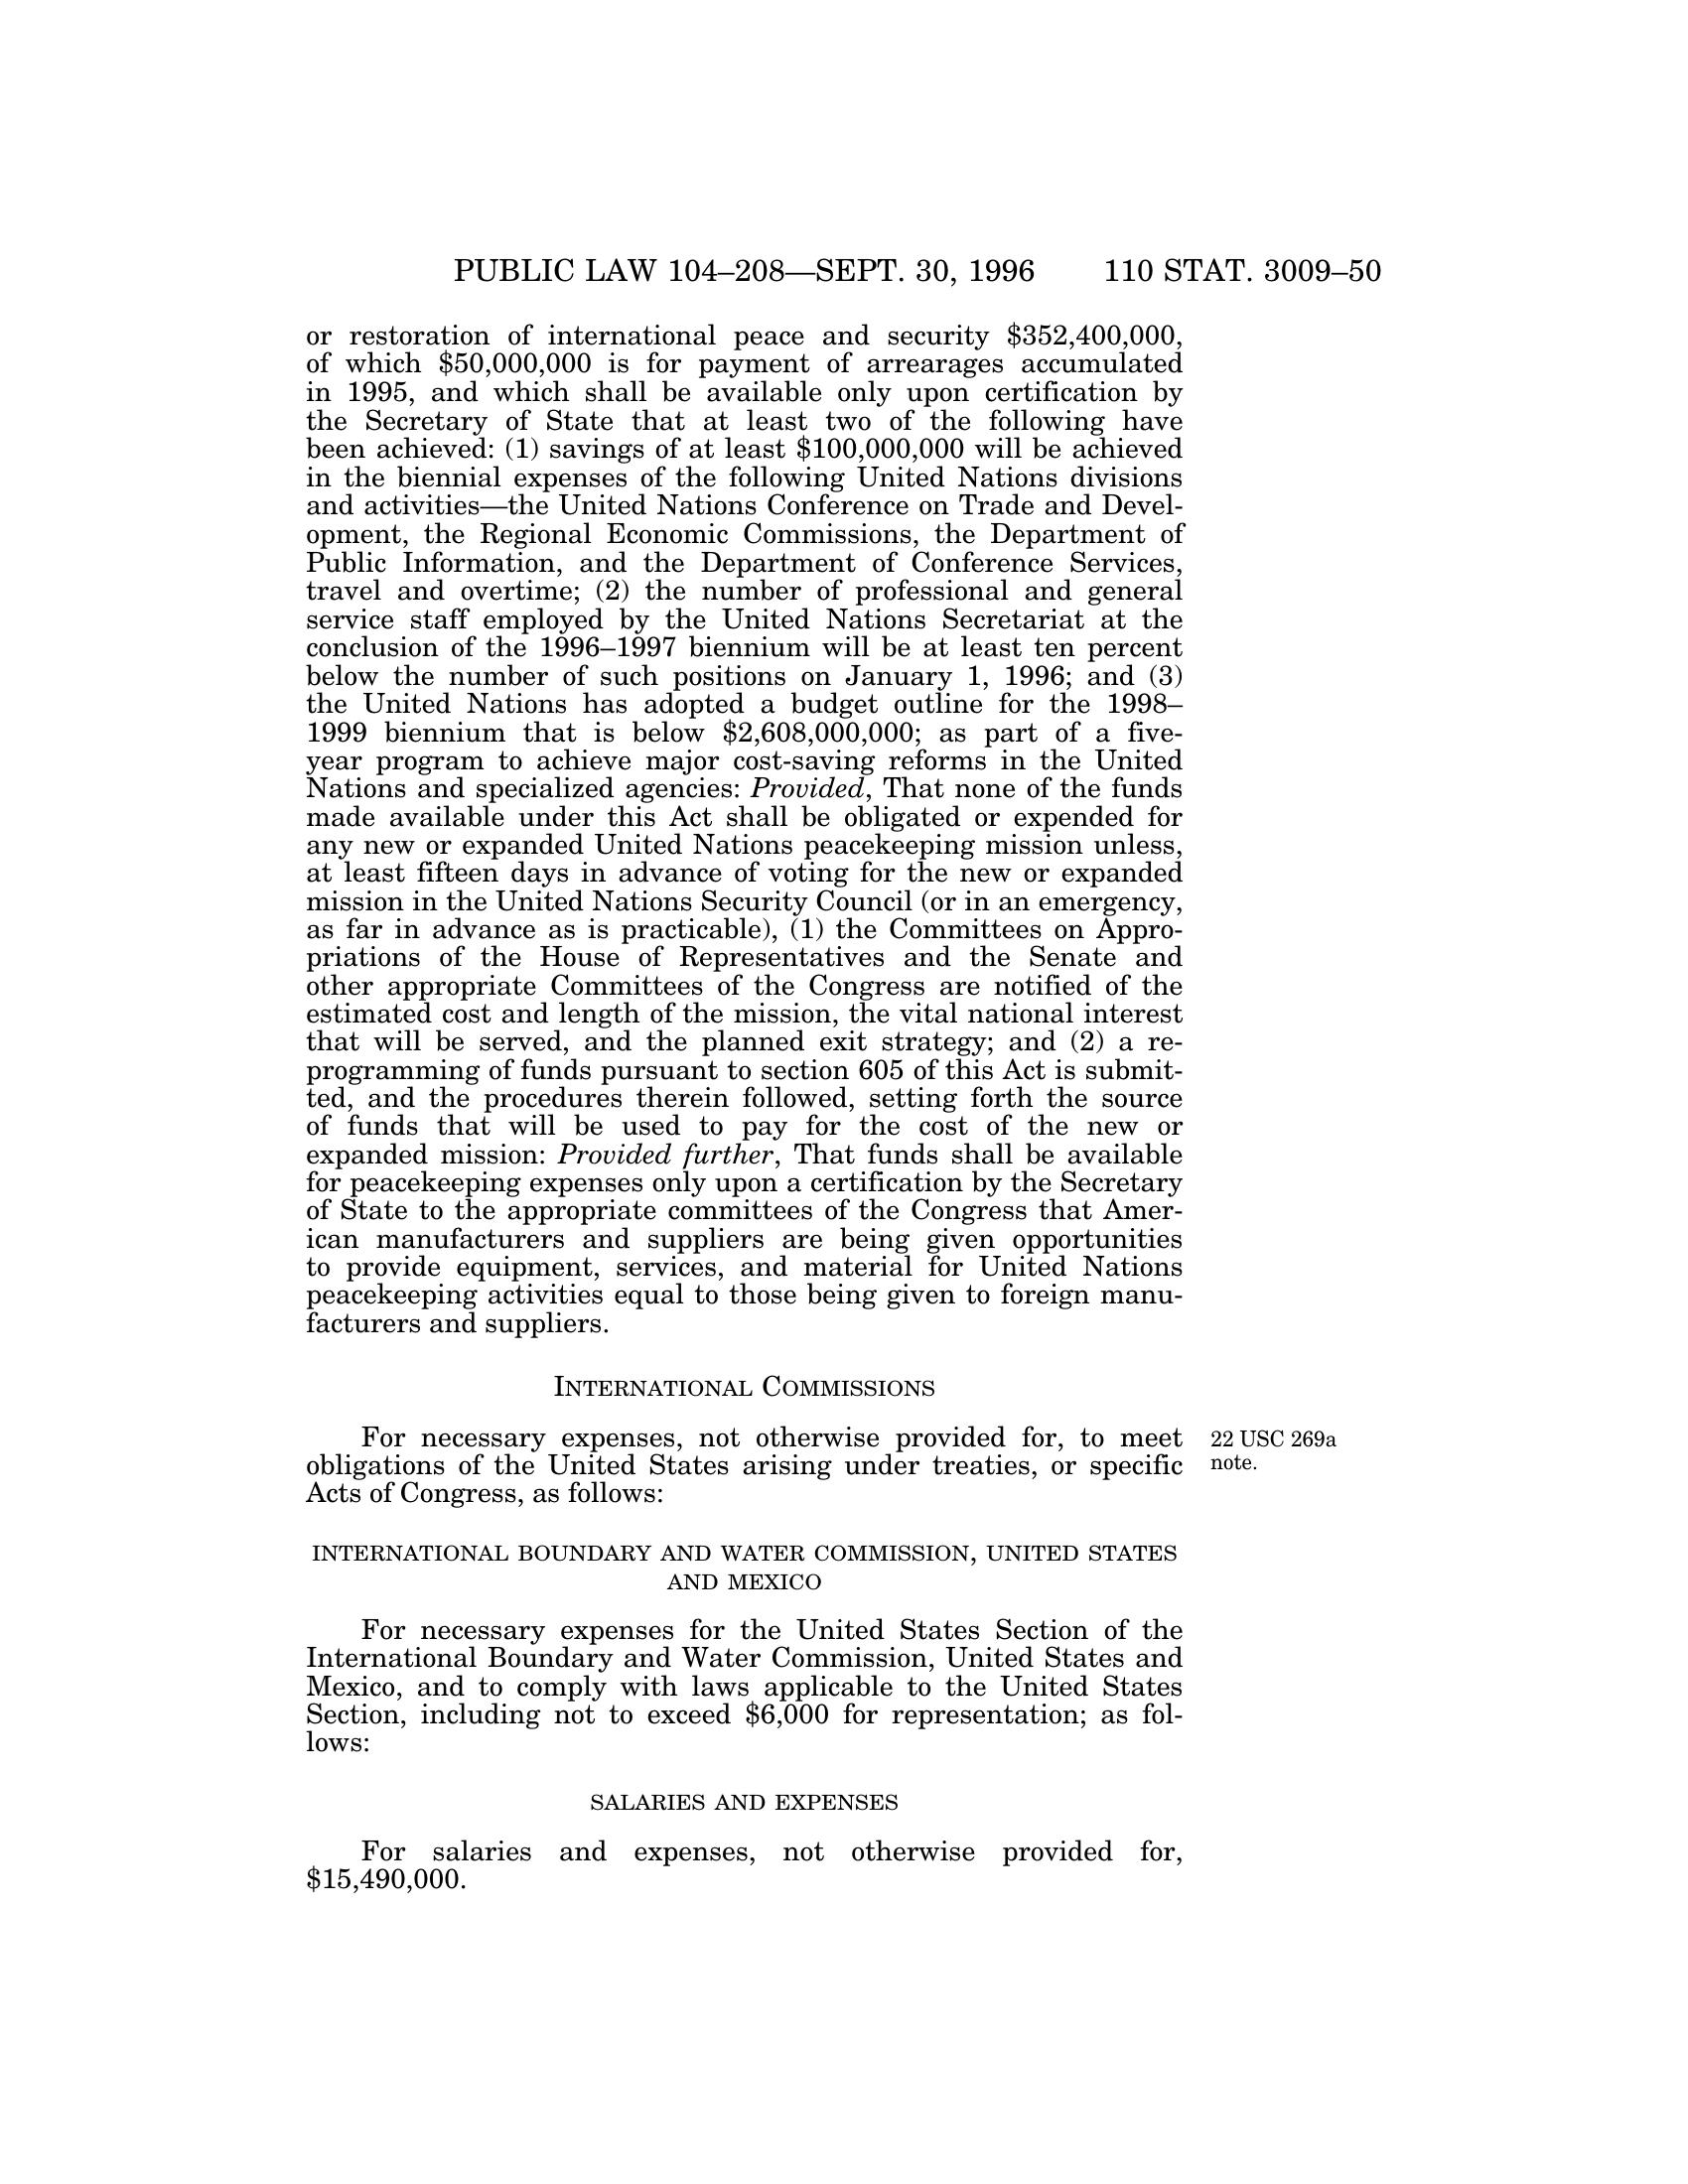 PUBLIC LAW 104–208—SEPT. 30, 1996 110 STAT. 3009–50
or restoration of international peace and security $352,400,000,
of which $50,000,000 is for payment of arrearages accumulated
in 1995, and which shall be available only upon certification by
the Secretary of State that at least two of the following have
been achieved: (1) savings of at least $100,000,000 will be achieved
in the biennial expenses of the following United Nations divisions
and activities—the United Nations Conference on Trade and Devel-
opment, the Regional Economic Commissions, the Department of
Public Information, and the Department of Conference Services,
travel and overtime; (2) the number of professional and general
service staff employed by the United Nations Secretariat at the
conclusion of the 1996–1997 biennium will be at least ten percent
below the number of such positions on January 1, 1996; and (3)
the United Nations has adopted a budget outline for the 1998–
1999 biennium that is below $2,608,000,000; as part of a five-
year program to achieve major cost-saving reforms in the United
Nations and specialized agencies: Provided, That none of the funds
made available under this Act shall be obligated or expended for
any new or expanded United Nations peacekeeping mission unless,
at least fifteen days in advance of voting for the new or expanded
mission in the United Nations Security Council (or in an emergency,
as far in advance as is practicable), (1) the Committees on Appro-
priations of the House of Representatives and the Senate and
other appropriate Committees of the Congress are notified of the
estimated cost and length of the mission, the vital national interest
that will be served, and the planned exit strategy; and (2) a re-
programming of funds pursuant to section 605 of this Act is submit-
ted, and the procedures therein followed, setting forth the source
of funds that will be used to pay for the cost of the new or
expanded mission: Provided further, That funds shall be available
for peacekeeping expenses only upon a certification by the Secretary
of State to the appropriate committees of the Congress that Amer-
ican manufacturers and suppliers are being given opportunities
to provide equipment, services, and material for United Nations
peacekeeping activities equal to those being given to foreign manu-
facturers and suppliers.
INTERNATIONAL COMMISSIONS
For necessary expenses, not otherwise provided for, to meet
obligations of the United States arising under treaties, or specific
Acts of Congress, as follows:
22 USC 269a
note.
INTERNATIONAL BOUNDARY AND WATER COMMISSION, UNITED STATES
AND MEXICO
For necessary expenses for the United States Section of the
International Boundary and Water Commission, United States and
Mexico, and to comply with laws applicable to the United States
Section, including not to exceed $6,000 for representation; as fol-
lows:
SALARIES AND EXPENSES
For salaries and expenses, not otherwise provided for,
$15,490,000.